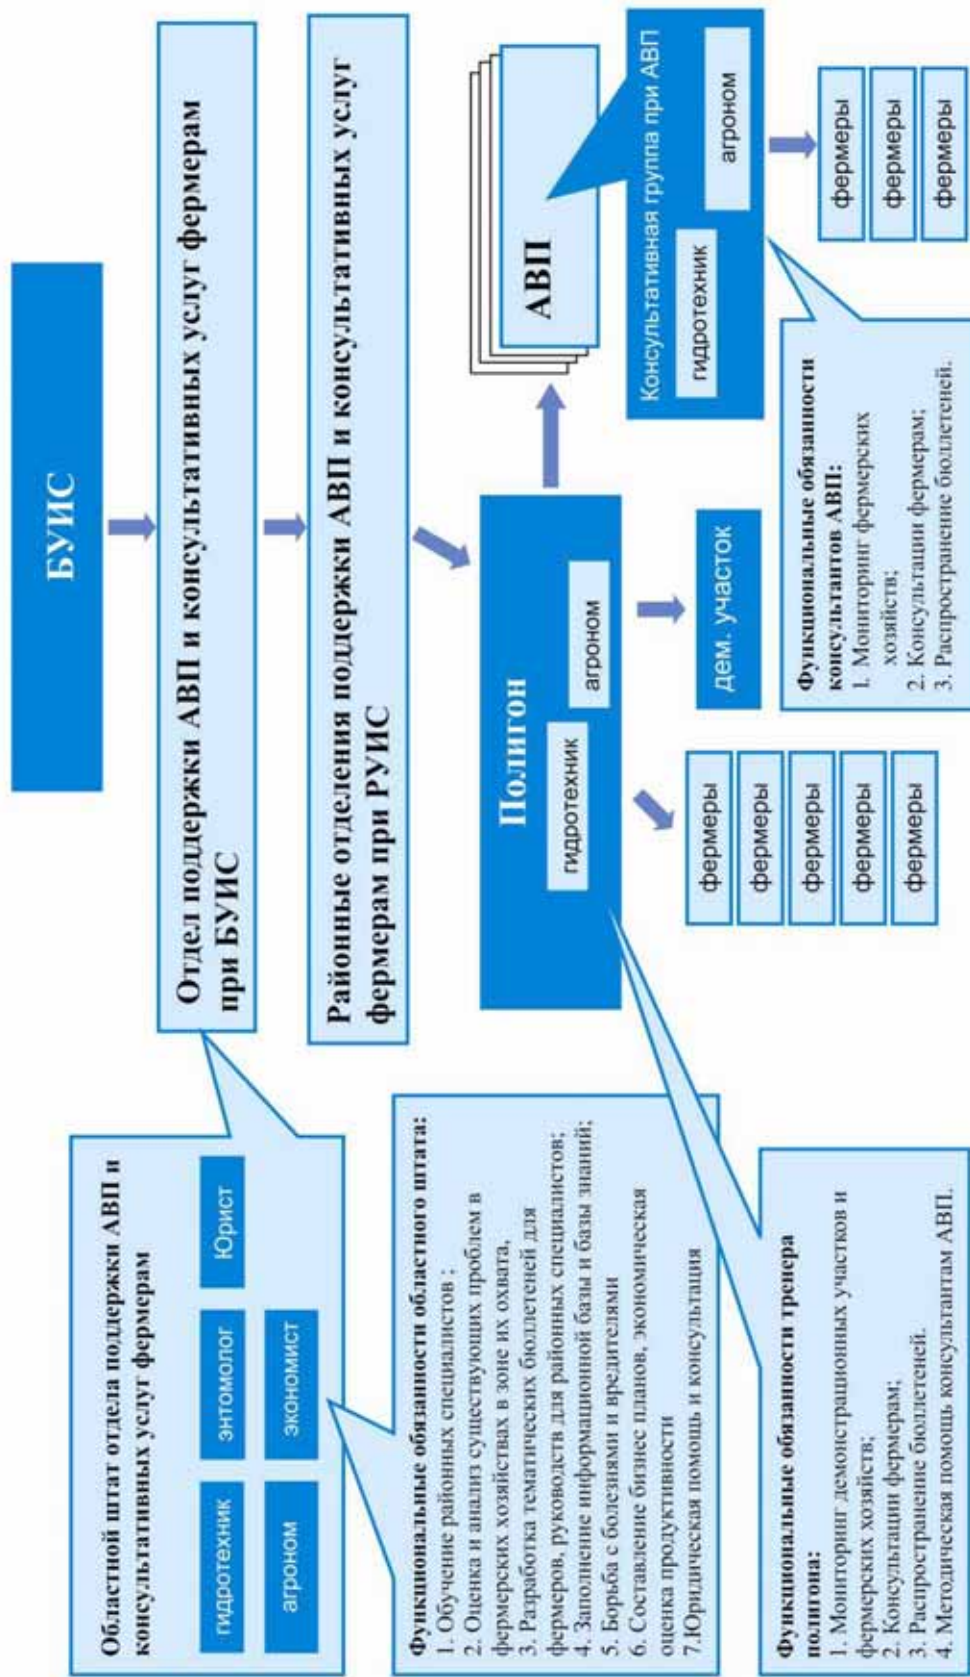 БУИС
Отдел поддержки АВП и консультативных услуг фермерам
при БУИС
Районные отделения поддержки АВП и консультативных услуг
фермерам при РУИС
Областной штат отдела поддержки АВП и
консультативных услуг фермерам
гидротехник
энтомолог
Юрист
агроном
экономист
Функциональные обязанности областного штата:
1. Обучение районных специалистов ;
2. Оценка и анализ существующих проблем в
фермерских хозяйствах в зоне их охвата,
3. Разработка тематических бюллетеней для
фермеров, руководств для районных специалистов;
4. Заполнение информационной базы и базы знаний;
5. Борьба с болезнями и вредителями
6. Составление бизнес планов, экономическая
оценка продуктивности
7.Юридическая помощь и консультация
Полигон
гидротехник
агроном
АВП
Консультативная группа при АВП
гидротехник
агроном
дем. участок
фермеры
фермеры
фермеры
фермеры
фермеры
фермеры
фермеры
фермеры
Функциональные обязанности тренера
полигона:
1. Мониторинг демонстрационных участков и
фермерских хозяйств;
2. Консультации фермерам;
3. Распространение бюллетеней.
4. Методическая помощь консультантам АВП.
Функциональные обязанности
консультантов АВП:
1. Мониторинг фермерских
хозяйств;
2. Консультации фермерам;
3. Распространение бюллетеней.